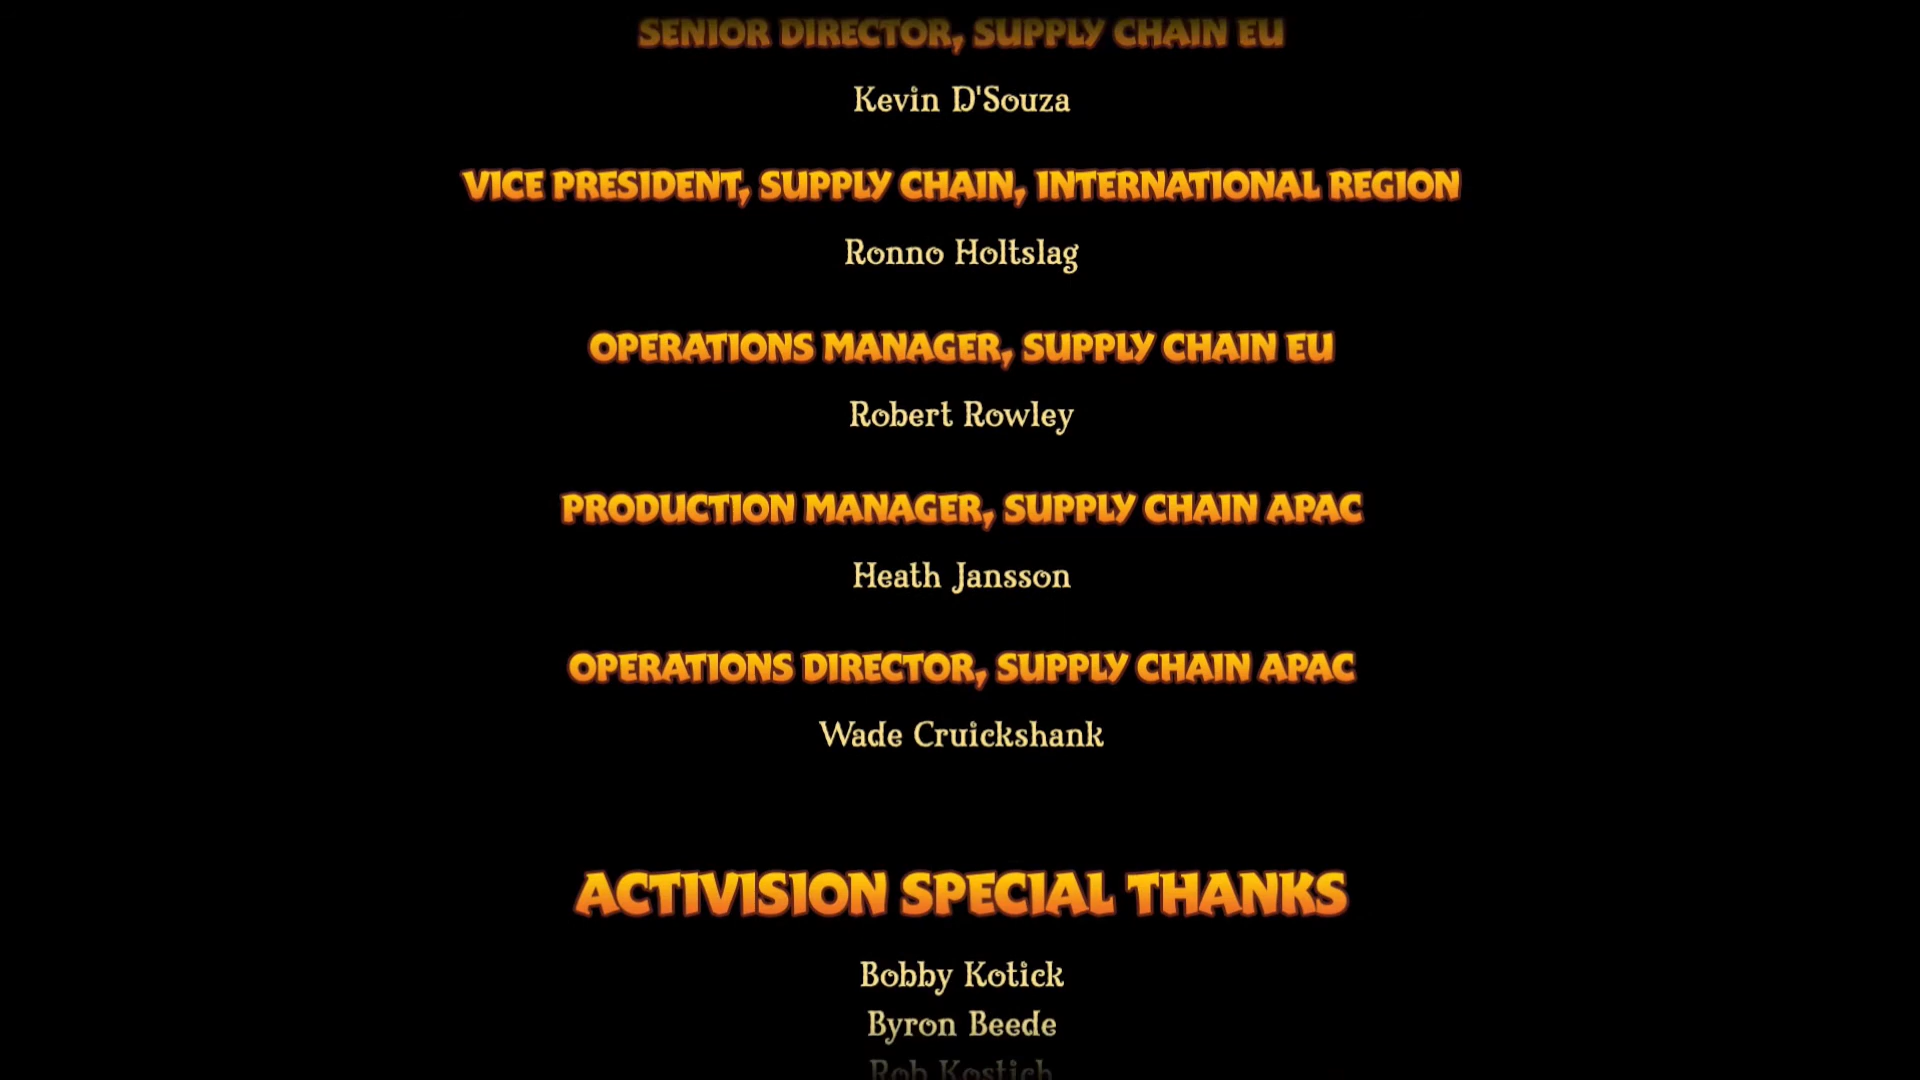 SENIOR DIRECTOR, SUPPLY CHAIN EU
Kevin D'Souza
VICE PRESIDENT, SUPPLY CHAIN, INTERNATIONAL REGION
Ronno Holtslag
OPERATIONS MANAGER, SUPPLY CHAIN EU
Robert Rowley
PRODUCTION MANAGER, SUPPLY CHAIN APAC
Heath Jansson
OPERATIONS DIRECTOR, SUPPLY CHAIN APAC
Wade Cruickshank
ACTIVISION SPECIAL THANKS
Bobby Kotick
Byron Beede
Rob Kostich